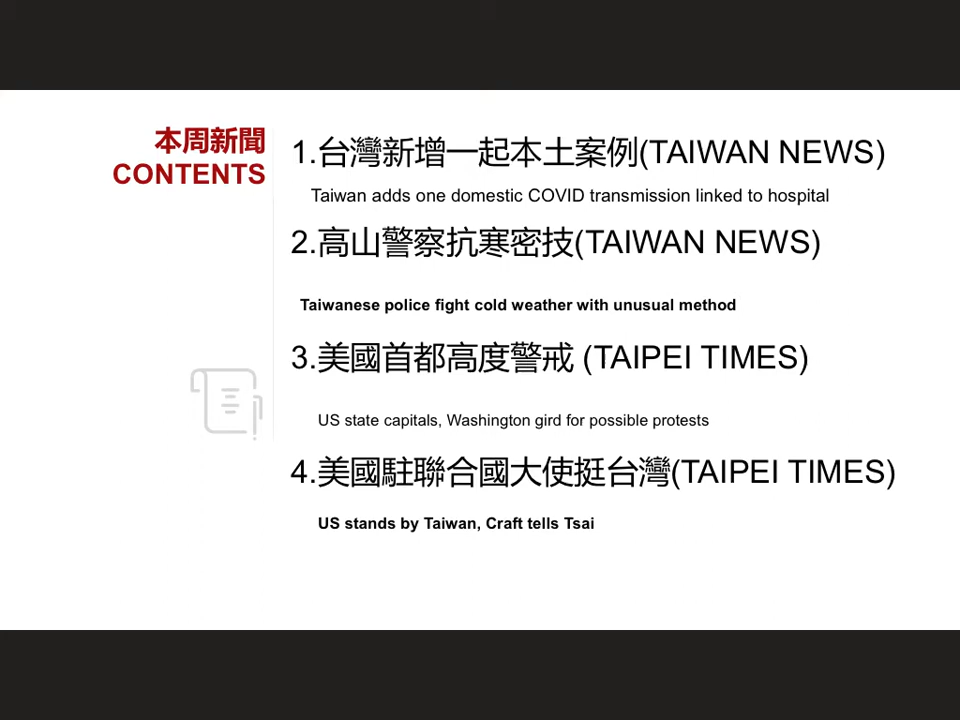 本周新聞
CONTENTS
1.台灣新增一起本土案例(TAIWAN NEWS)
Taiwan adds one domestic COVID transmission linked to hospital
2.高山警察抗寒密技(TAIWAN NEWS)
Taiwanese police fight cold weather with unusual method
3.美國首都高度警戒 (TAIPEI TIMES)
US state capitals, Washington gird for possible protests
4.美國駐聯合國大使挺台灣(TAIPEI TIMES)
US stands by Taiwan, Craft tells Tsai